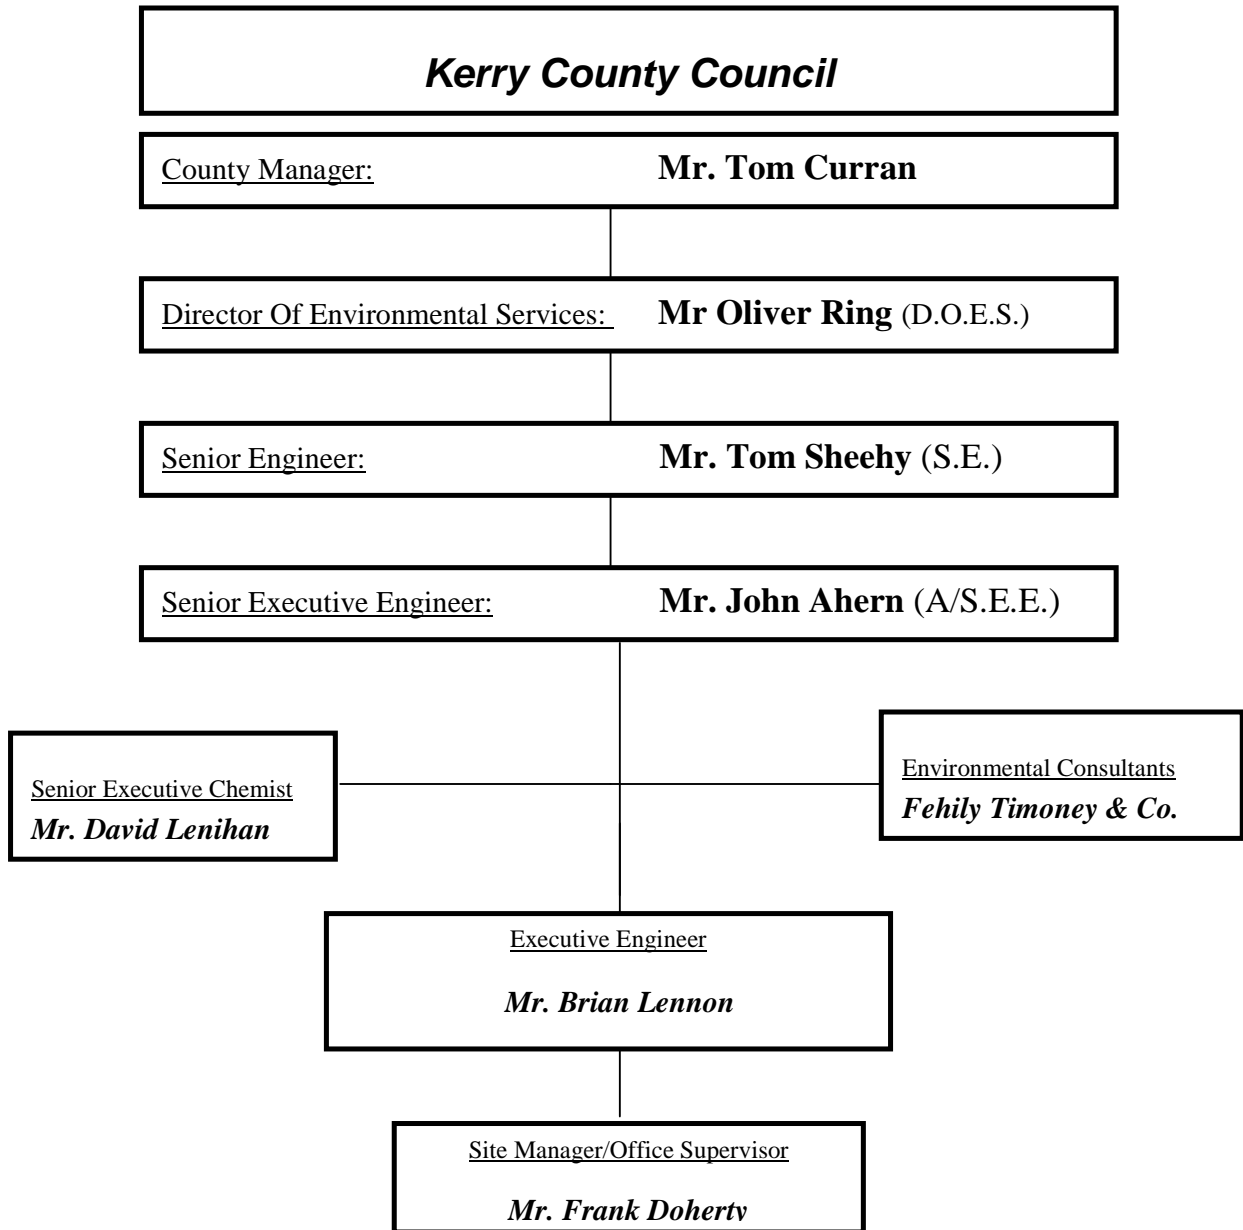 Kerry County Council
County Manager: Mr. Tom Curran
Director Of Environmental Services: Mr Oliver Ring (D.O.E.S.)
Senior Engineer: Mr. Tom Sheehy (S.E.)
Senior Executive Engineer: Mr. John Ahern (A/S.E.E.)
Senior Executive Chemist
Mr. David Lenihan
Environmental Consultants
Fehily Timoney & Co.
Executive Engineer
Mr. Brian Lennon
Site Manager/Office Supervisor
Mr. Frank Doherty